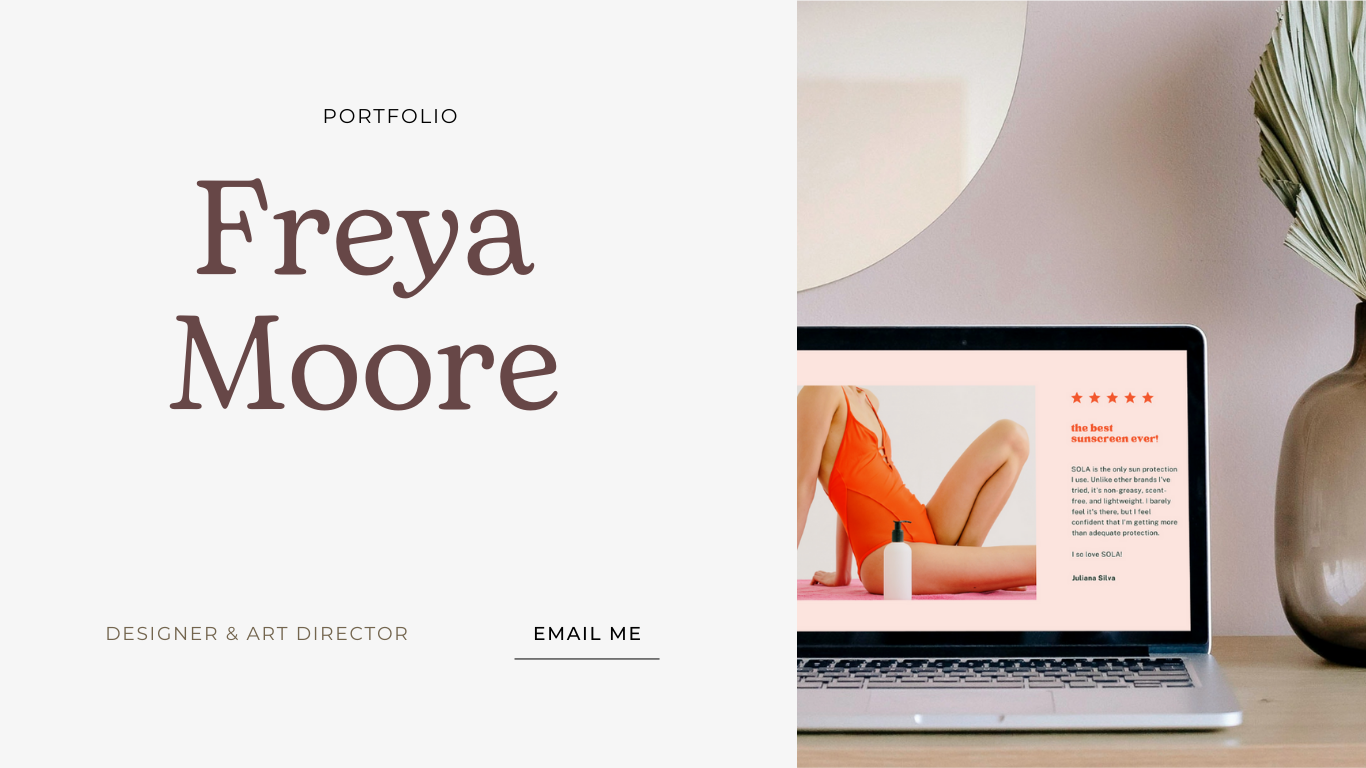 PORTFOLIO
Freya
Moore
DESIGNER & ART DIRECTOR
EMAIL ME
the best
sunscreen ever!
SOLA is the only sun protection
I use. Unlike other brands I've
tried, it's non-greasy, scent-
free, and lightweight. I barely
feel it's there, but I feel
confident that I'm getting more
than adequate protection.
I so love SOLA!
Juliana Silva